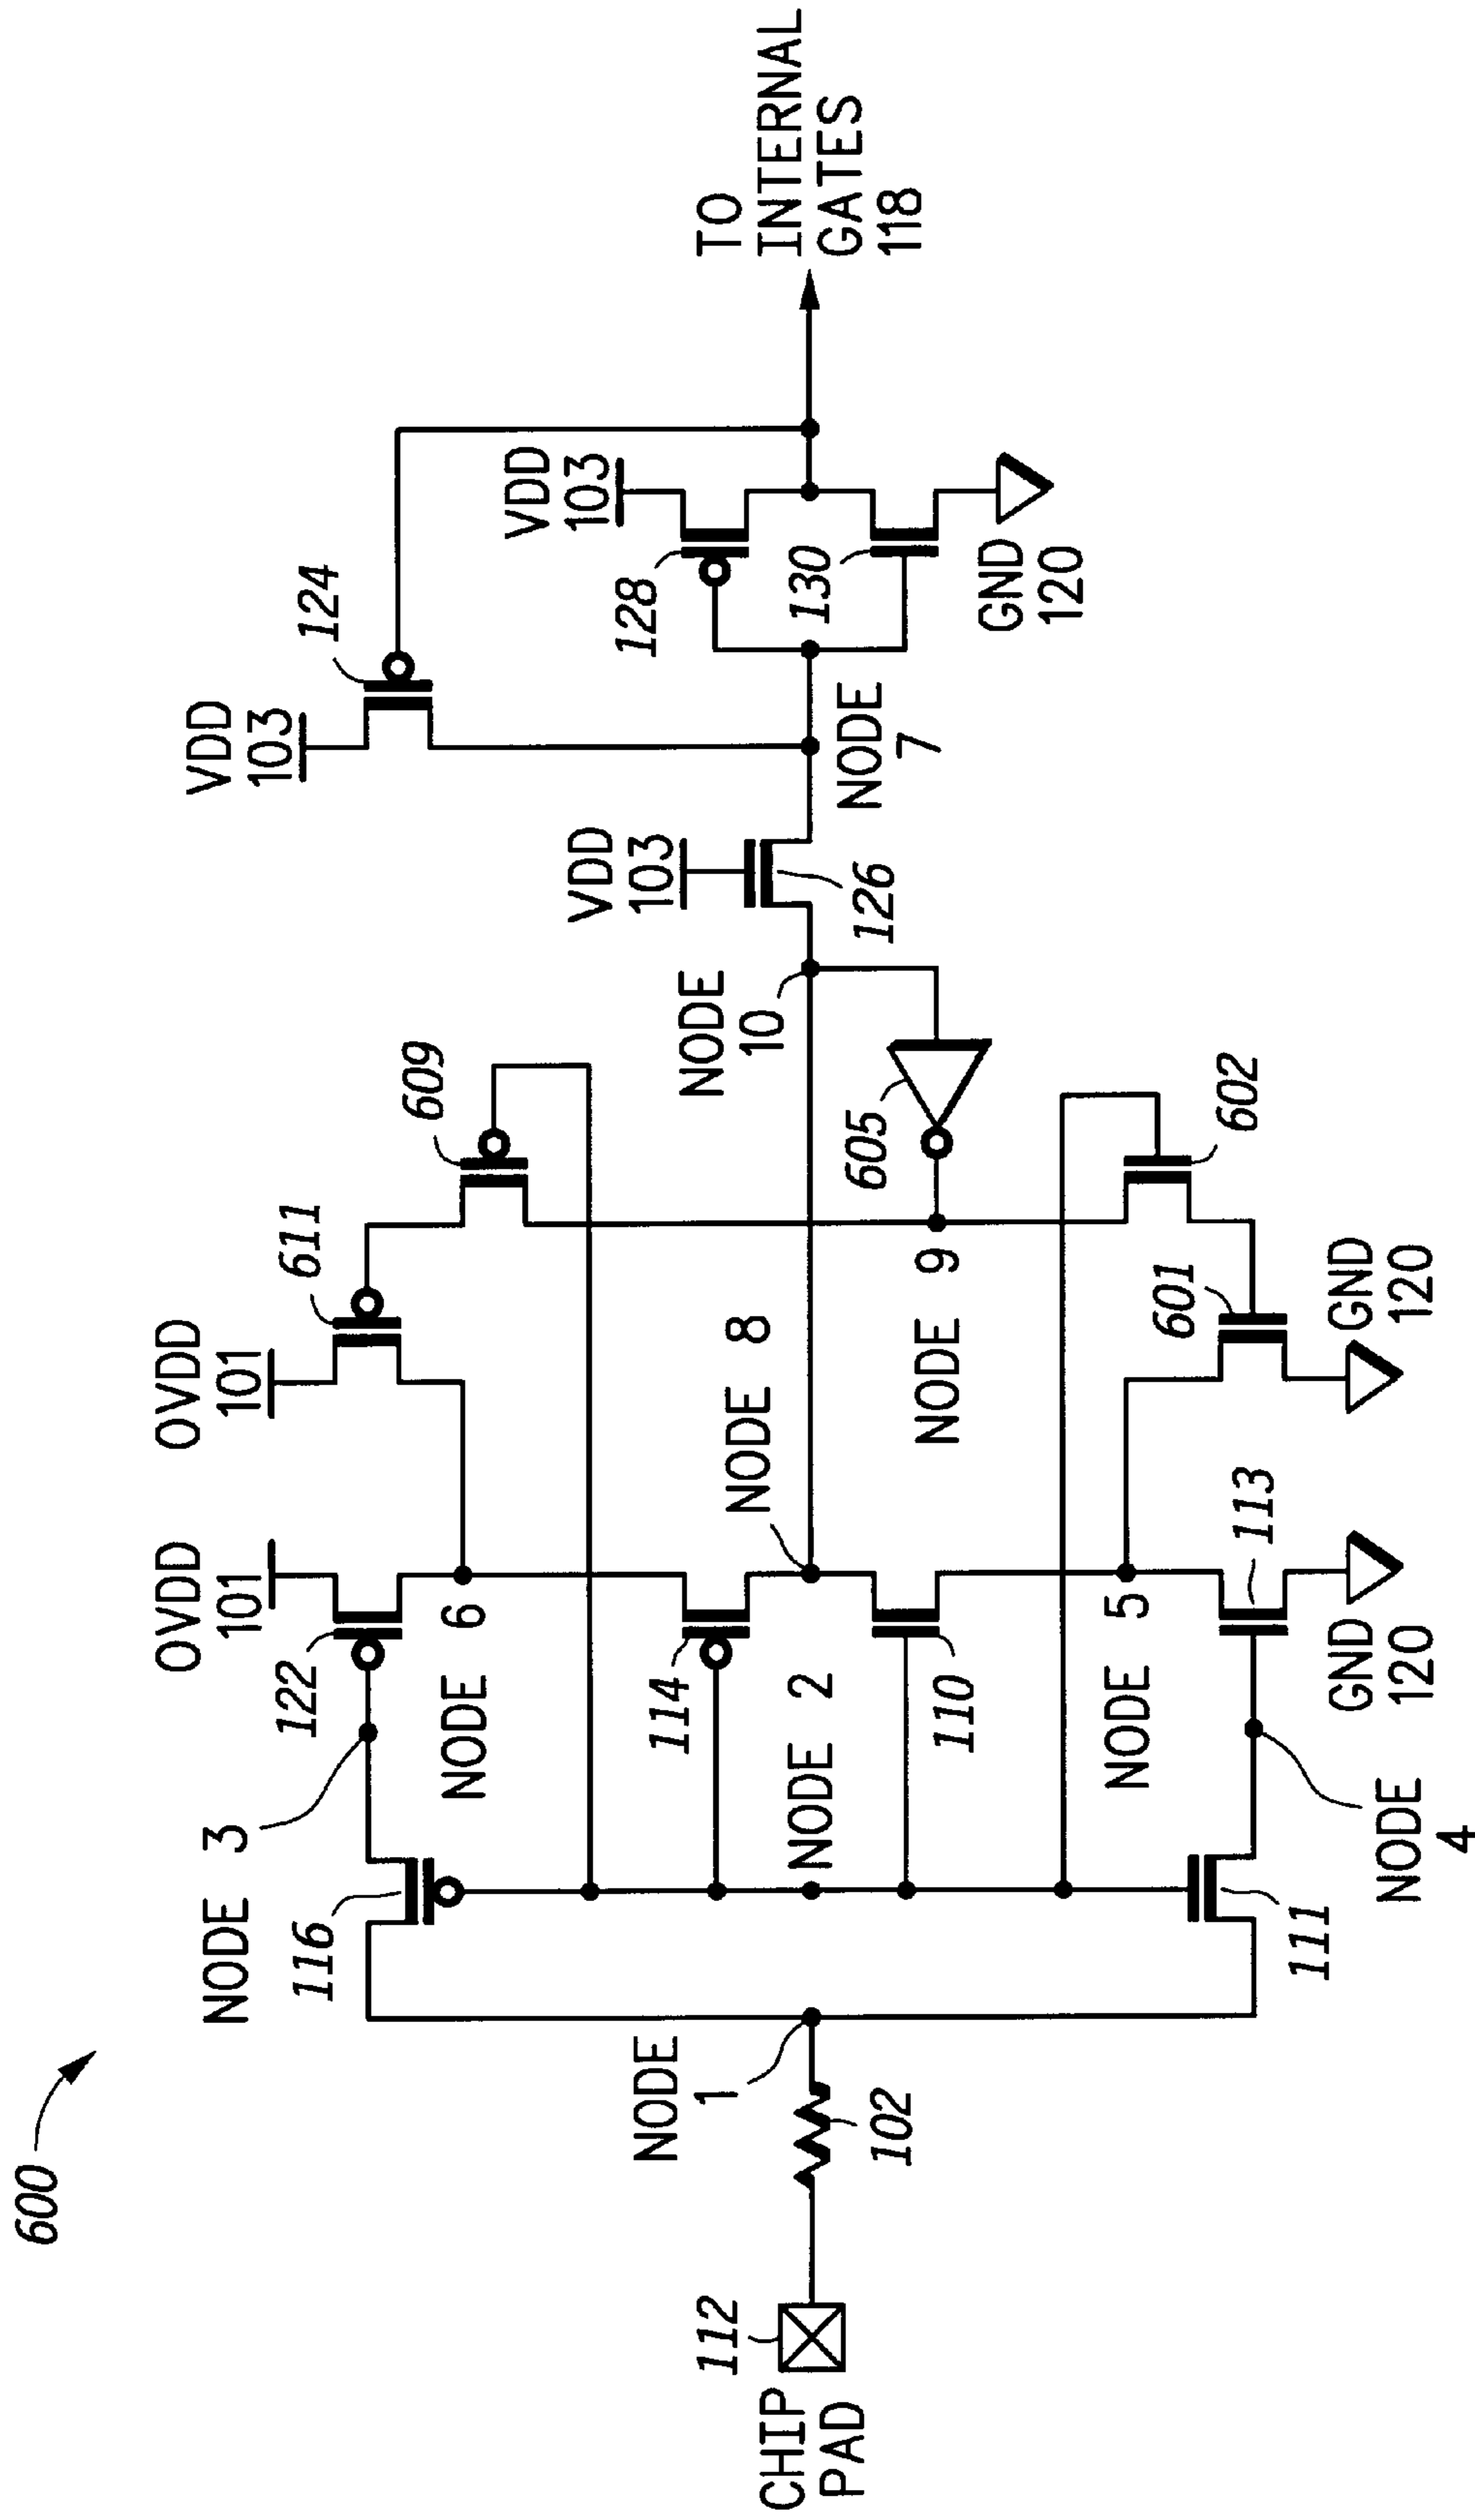 600
CHIP
PAD
112
102
NODE
1
NODE 3
116
111
NODE
4
OVDD
101
122
NODE 6
114
NODE 2
110
NODE 5
113
GND
120
OVDD
101
611
NODE 8
NODE 9
601
GND
120
609
605
602
NODE
10
VDD
103
126
NODE
7
VDD
103
124
VDD
103
128
130
GND
120
TO
INTERNAL
GATES
118